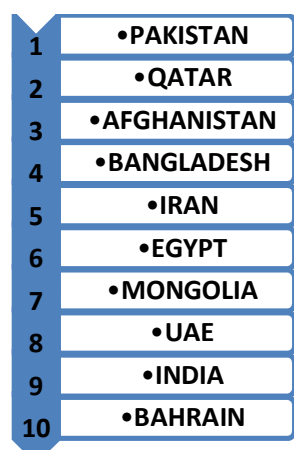 1 •PAKISTAN
2 •QATAR
3 •AFGHANISTAN
4 •BANGLADESH
5 •IRAN
6 •EGYPT
7 •MONGOLIA
8 •UAE
9 •INDIA
10 •BAHRAIN